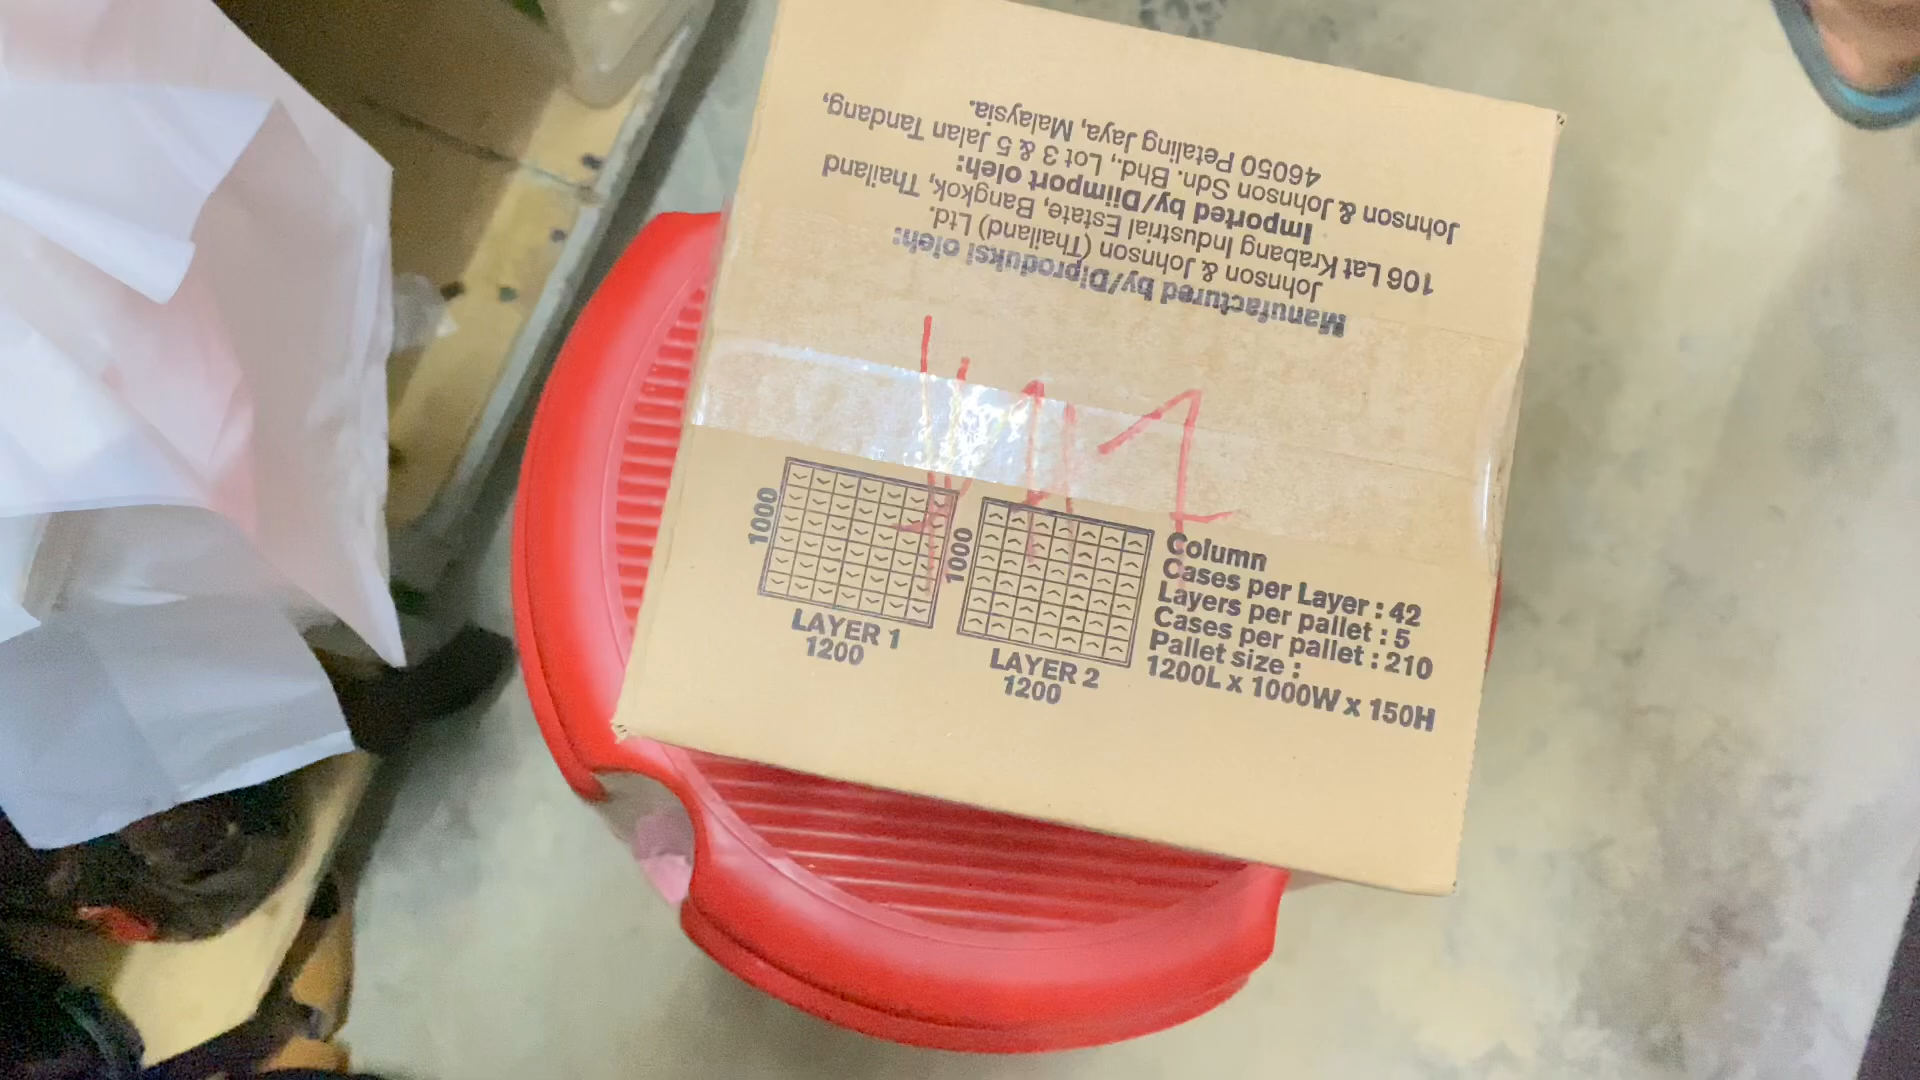 Manufactured by/Diproduksi oleh:
Johnson & Johnson (Thailand) Ltd.
106 Lat Krabang Industrial Estate, Bangkok, Thailand
Imported by/Diimport oleh:
Johnson & Johnson Sdn. Bhd., Lot 3 & 5 Jalan Tandang,
46050 Petaling Jaya, Malaysia.
1000
LAYER 1
1200
1000
LAYER 2
1200
Column
Cases per Layer : 42
Layers per pallet : 5
Cases per pallet : 210
Pallet size :
1200L x 1000W x 150H